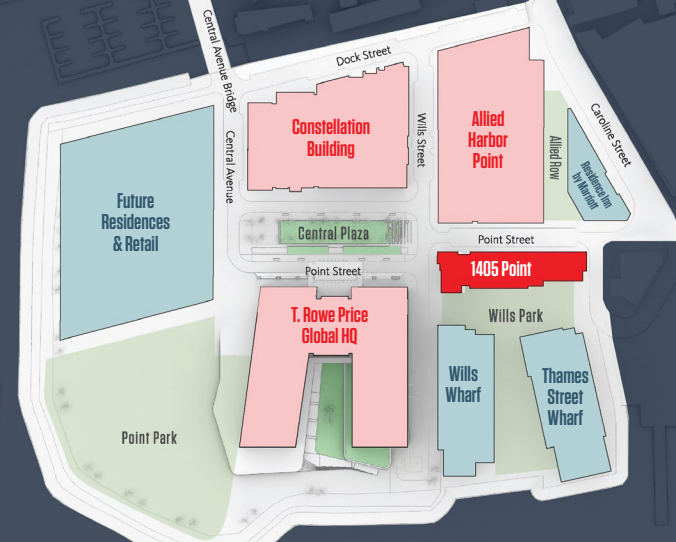 Central Avenue Bridge
Dock Street
Constellation
Building
Wills Street
Allied
Harbor
Point
Allied Row
Caroline Street
Residence Inn
by Marriott
Central Avenue
Future
Residences
& Retail
Central Plaza
Point Street
Point Street
1405 Point
T. Rowe Price
Global HQ
Wills Park
Wills
Wharf
Thames
Street
Wharf
Point Park